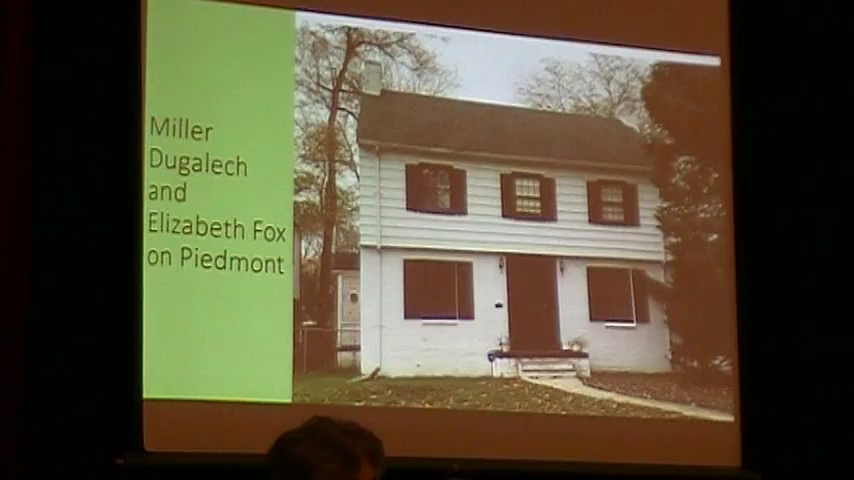 Miller
Dugalech
and
Elizabeth Fox
on Piedmont